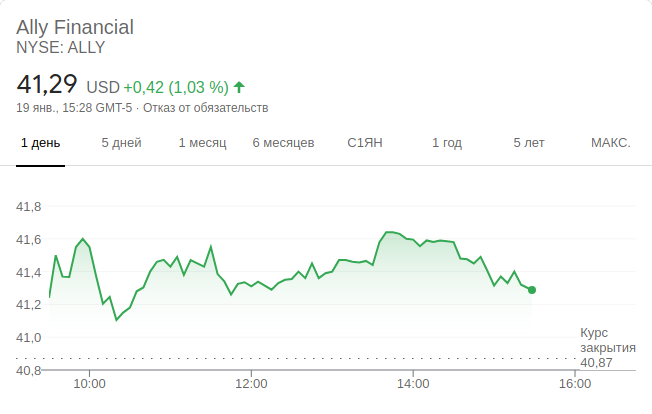 Ally Financial
NYSE: ALLY
41,29 USD +0,42 (1,03 %)
19 янв., 15:28 GMT-5 · Отказ от обязательств
1 день 5 дней 1 месяц 6 месяцев С1ЯН 1 год 5 лет МАКС.
41,8
41,6
41,4
41,2
41,0
Курс
закрытия
40,87
40,8
10:00 12:00 14:00 16:00